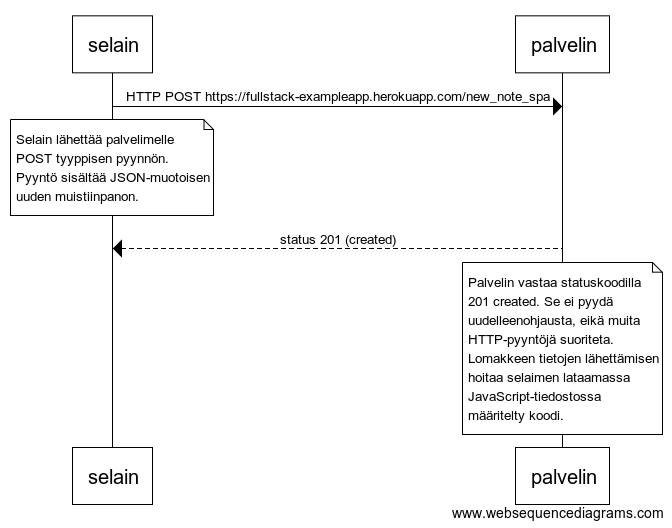 selain
palvelin
HTTP POST https://fullstack-exampleapp.herokuapp.com/new_note_spa
Selain lähettää palvelimelle
POST tyyppisen pyynnön.
Pyyntö sisältää JSON-muotoisen
uuden muistiinpanon.
status 201 (created)
Palvelin vastaa statuskoodilla
201 created. Se ei pyydä
uudelleenohjausta, eikä muita
HTTP-pyyntöjä suoriteta.
Lomakkeen tietojen lähettämisen
hoitaa selaimen lataamassa
JavaScript-tiedostossa
määritelty koodi.
selain
palvelin
www.websequencediagrams.com